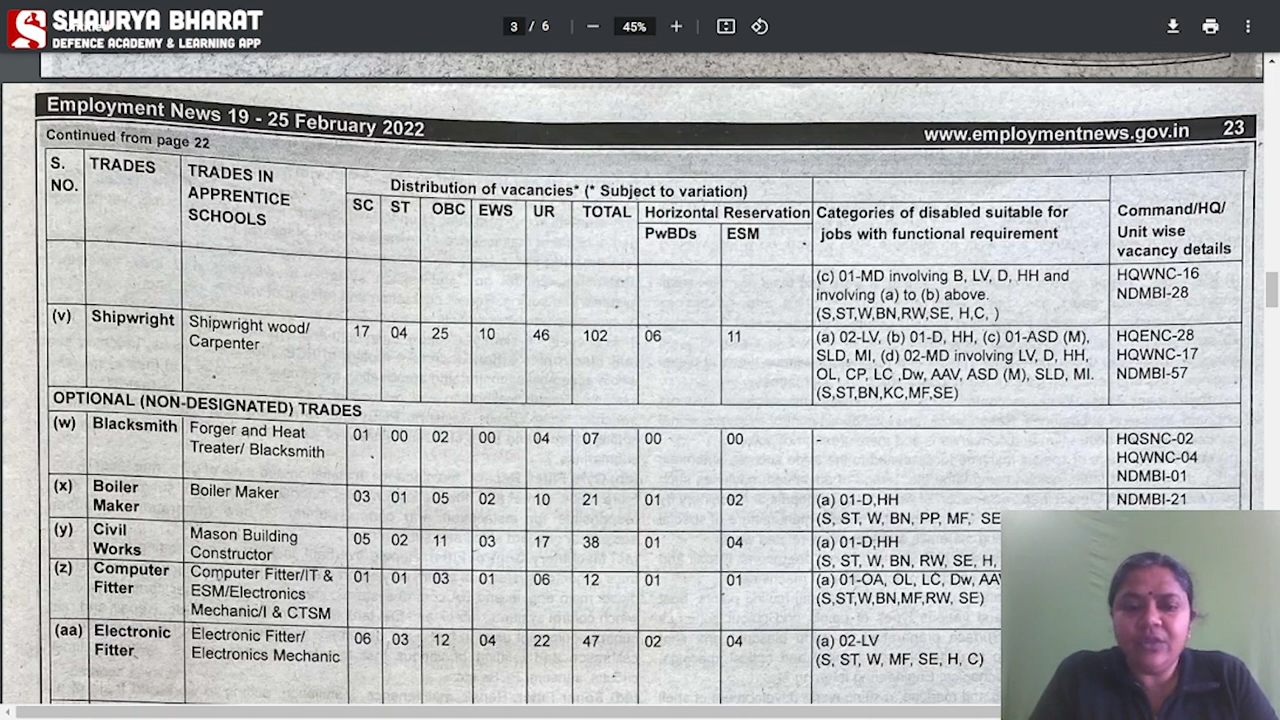 SHAURYA BHARAT
DEFENCE ACADEMY & LEARNING APP
3 / 6
45%
Employment News 19 - 25 February 2022
www.employmentnews.gov.in 23
Continued from page 22
S. NO. TRADES TRADES IN APPRENTICE SCHOOLS Distribution of vacancies* (* Subject to variation) Categories of disabled suitable for jobs with functional requirement Command/HQ/ Unit wise vacancy details
SC ST OBC EWS UR TOTAL Horizontal Reservation
PwBDs ESM
(c) 01-MD involving B, LV, D, HH and HQWNC-16
involving (a) to (b) above. NDMBI-28
(S,ST,W,BN,RW,SE, H,C, )
(v) Shipwright Shipwright wood/ 17 04 25 10 46 102 06 11 (a) 02-LV, (b) 01-D, HH, (c) 01-ASD (M), HQENC-28
Carpenter SLD, MI, (d) 02-MD involving LV, D, HH, HQWNC-17
OL, CP, LC ,Dw, AAV, ASD (M), SLD, MI. NDMBI-57
(S,ST,BN,KC,MF,SE)
OPTIONAL (NON-DESIGNATED) TRADES
(w) Blacksmith Forger and Heat 01 00 02 00 04 07 00 00 - HQSNC-02
Treater/ Blacksmith HQWNC-04
NDMBI-01
(x) Boiler Boiler Maker 03 01 05 02 10 21 01 02 (a) 01-D,HH NDMBI-21
Maker (S, ST, W, BN, PP, MF, SE
(y) Civil Mason Building 05 02 11 03 17 38 01 04 (a) 01-D,HH
Works Constructor (S, ST, W, BN, RW, SE, H,
(z) Computer Computer Fitter/IT & 01 01 03 01 06 12 01 01 (a) 01-OA, OL, LC, Dw,
Fitter ESM/Electronics (S,ST,W,BN,MF,RW, SE)
Mechanic/I & CTSM
(aa) Electronic Electronic Fitter/ 06 03 12 04 22 47 02 04 (a) 02-LV
Fitter Electronics Mechanic (S, ST, W, MF, SE, H, C)